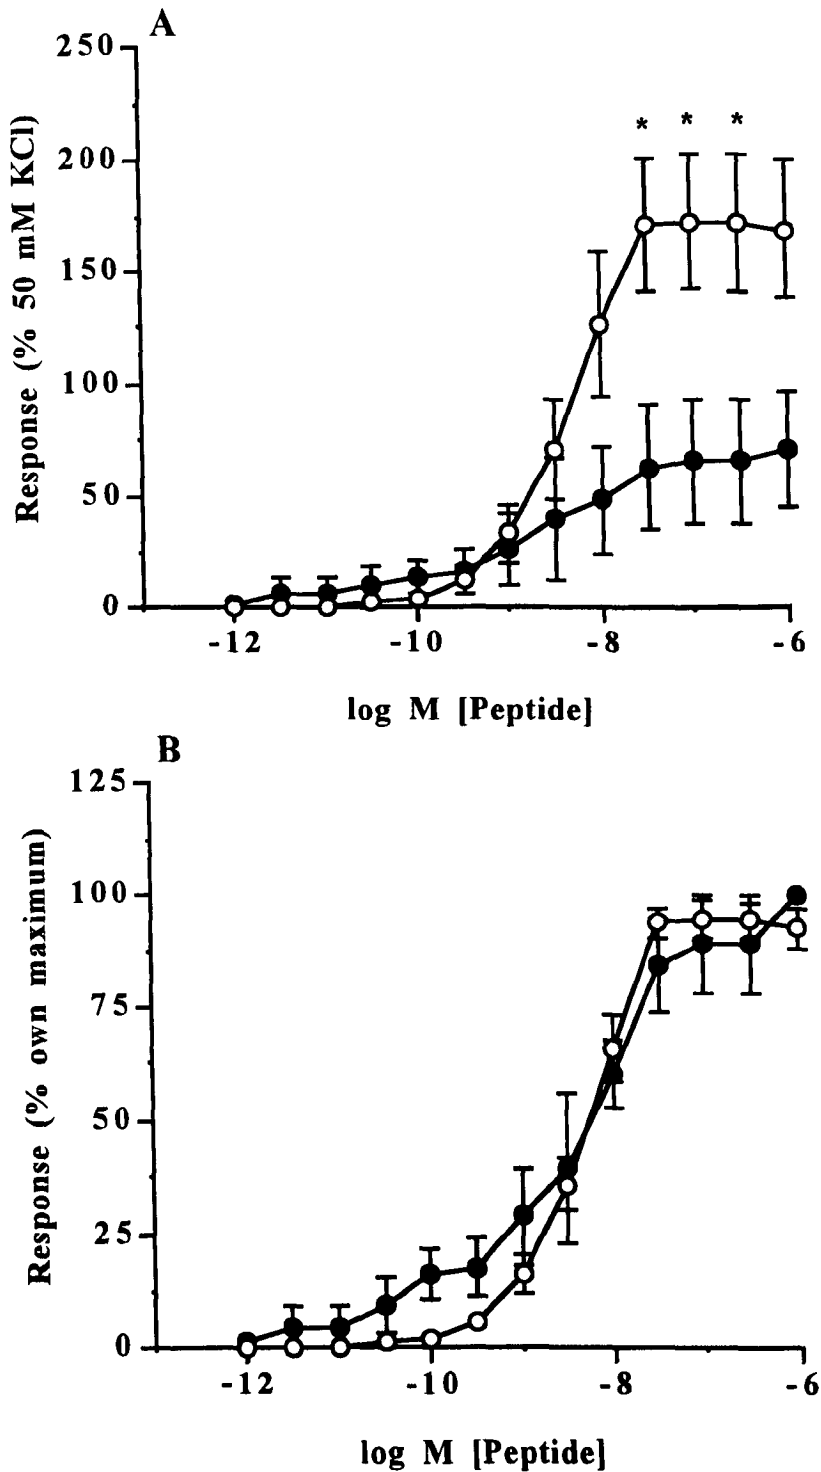 A
250
200
150
100
50
0
Response (% 50 mM KCl)
* * *
-12 -10 -8 -6
log M [Peptide]
B
125
100
75
50
25
0
Response (% own maximum)
-12 -10 -8 -6
log M [Peptide]